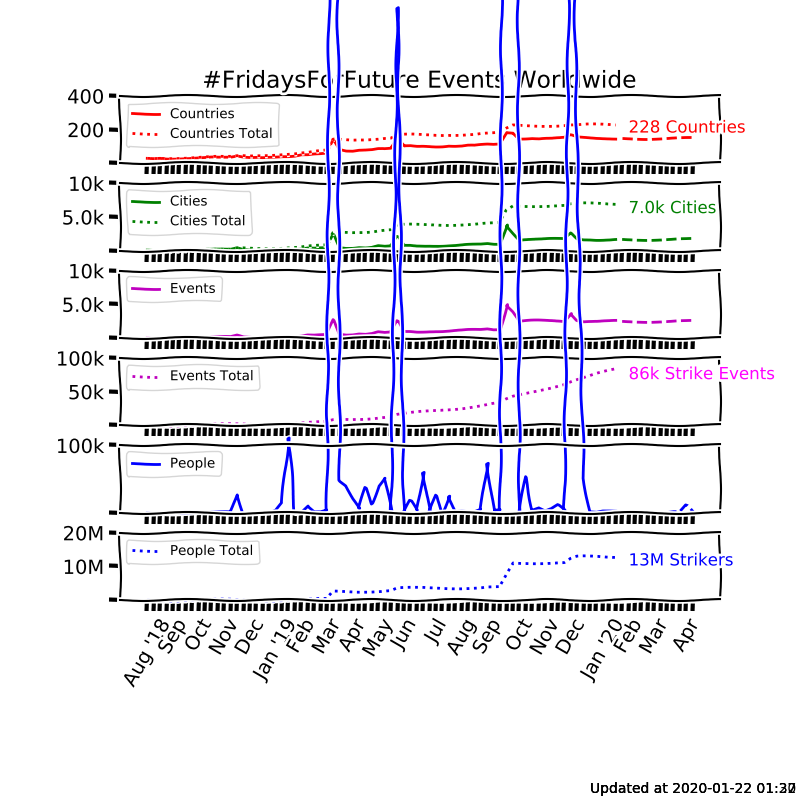 #FridaysForFuture Events Worldwide
400
200
Countries
Countries Total
228 Countries
10k
5.0k
Cities
Cities Total
7.0k Cities
10k
5.0k
Events
100k
50k
Events Total
86k Strike Events
100k
People
20M
10M
People Total
13M Strikers
Aug '18
Sep
Oct
Nov
Dec
Jan '19
Feb
Mar
Apr
May
Jun
Jul
Aug
Sep
Oct
Nov
Dec
Jan '20
Feb
Mar
Apr
Updated at 2020-01-22